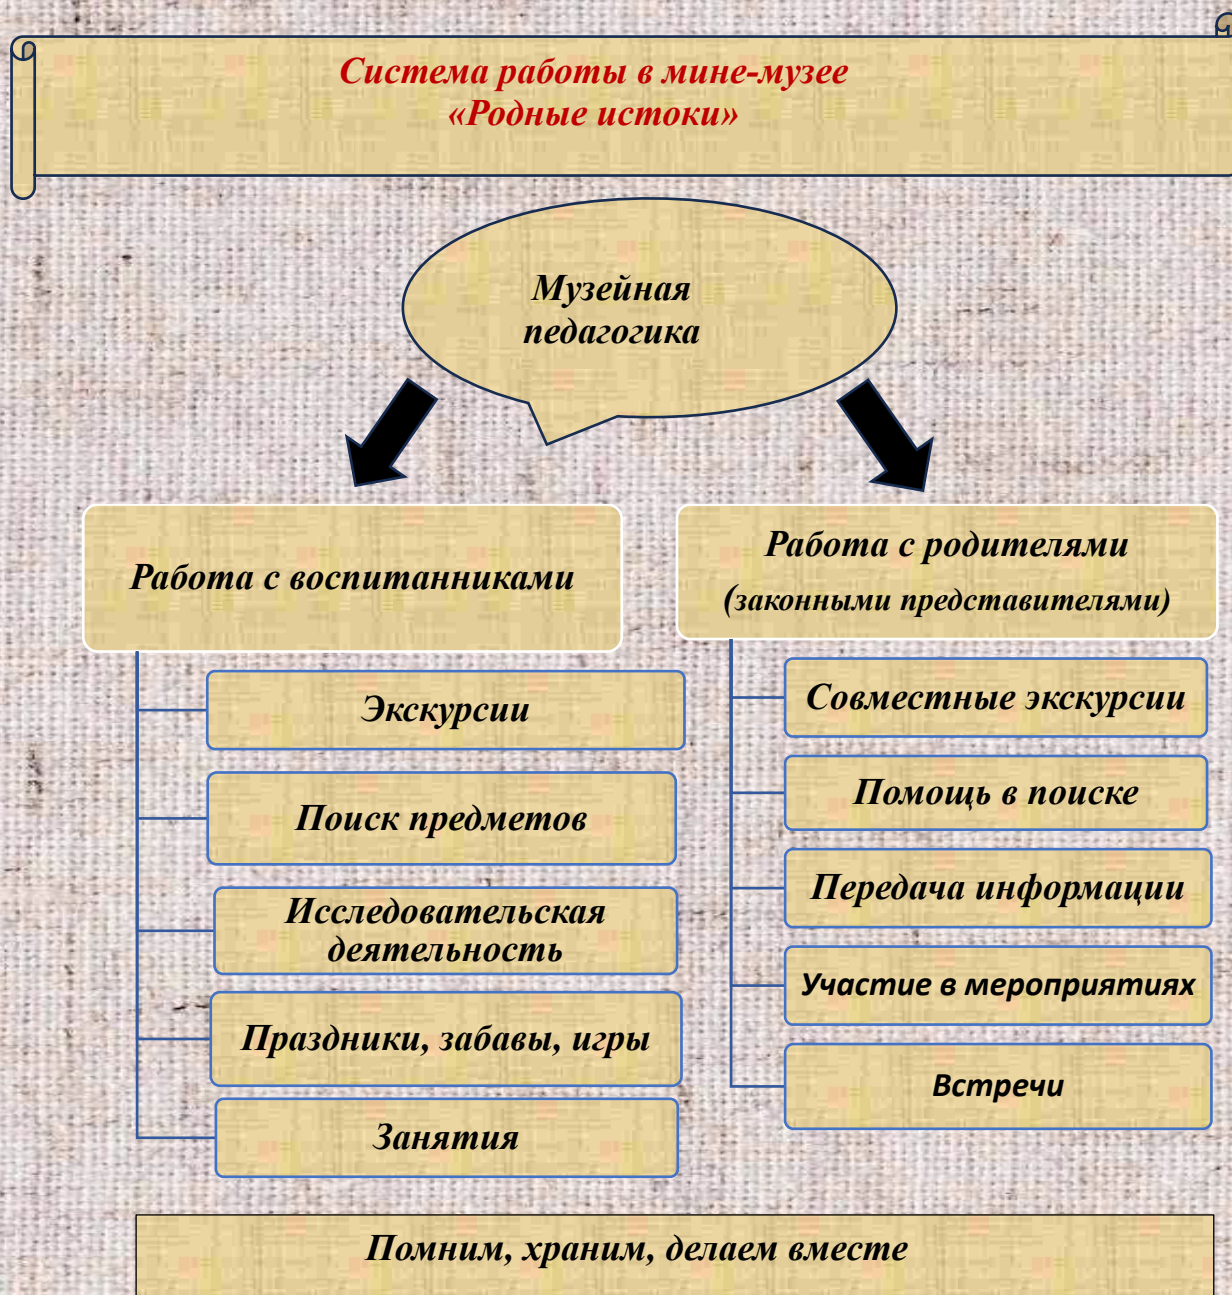 Система работы в мине-музее
«Родные истоки»
Музейная
педагогика
Работа с воспитанниками
Экскурсии
Поиск предметов
Исследовательская
деятельность
Праздники, забавы, игры
Занятия
Работа с родителями
(законными представителями)
Совместные экскурсии
Помощь в поиске
Передача информации
Участие в мероприятиях
Встречи
Помним, храним, делаем вместе